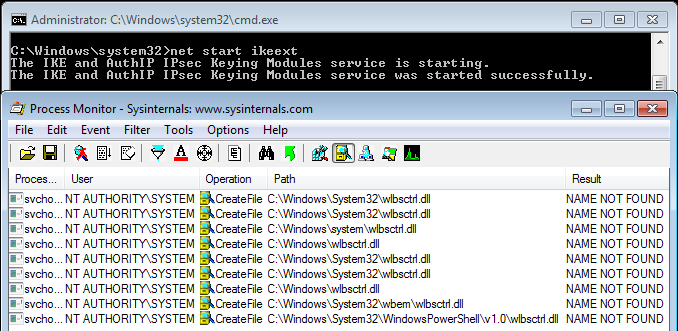 Administrator: C:\Windows\system32\cmd.exe
C:\Windows\system32>net start ikeext
The IKE and AuthIP IPsec Keying Modules service is starting.
The IKE and AuthIP IPsec Keying Modules service was started successfully.
Process Monitor - Sysinternals: www.sysinternals.com
File Edit Event Filter Tools Options Help
Proces... User Operation Path Result
svcho... NT AUTHORITY\SYSTEM CreateFile C:\Windows\System32\wlbsctrl.dll NAME NOT FOUND
svcho... NT AUTHORITY\SYSTEM CreateFile C:\Windows\System32\wlbsctrl.dll NAME NOT FOUND
svcho... NT AUTHORITY\SYSTEM CreateFile C:\Windows\system\wlbsctrl.dll NAME NOT FOUND
svcho... NT AUTHORITY\SYSTEM CreateFile C:\Windows\wlbsctrl.dll NAME NOT FOUND
svcho... NT AUTHORITY\SYSTEM CreateFile C:\Windows\System32\wlbsctrl.dll NAME NOT FOUND
svcho... NT AUTHORITY\SYSTEM CreateFile C:\Windows\System32\wlbsctrl.dll NAME NOT FOUND
svcho... NT AUTHORITY\SYSTEM CreateFile C:\Windows\wlbsctrl.dll NAME NOT FOUND
svcho... NT AUTHORITY\SYSTEM CreateFile C:\Windows\System32\wbem\wlbsctrl.dll NAME NOT FOUND
svcho... NT AUTHORITY\SYSTEM CreateFile C:\Windows\System32\WindowsPowerShell\v1.0\wlbsctrl.dll NAME NOT FOUND